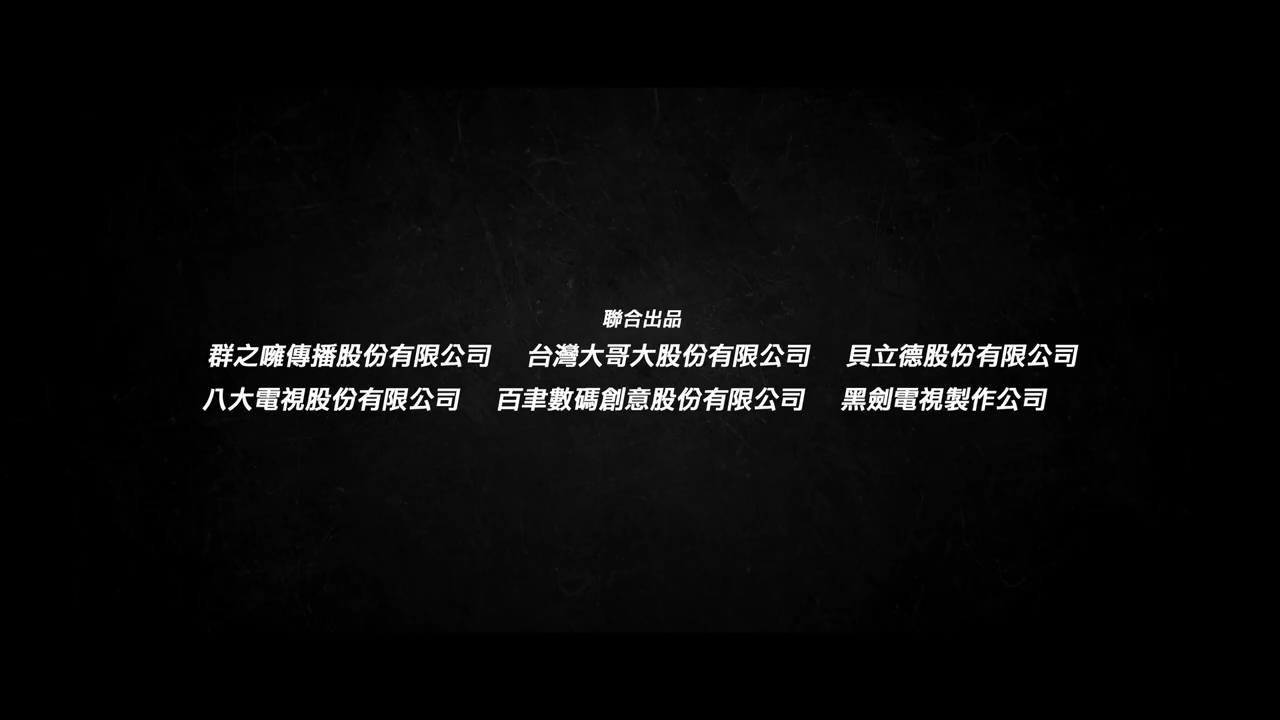 聯合出品
群之噰傳播股份有限公司 台灣大哥大股份有限公司 貝立德股份有限公司
八大電視股份有限公司 百聿數碼創意股份有限公司 黑劍電視製作公司